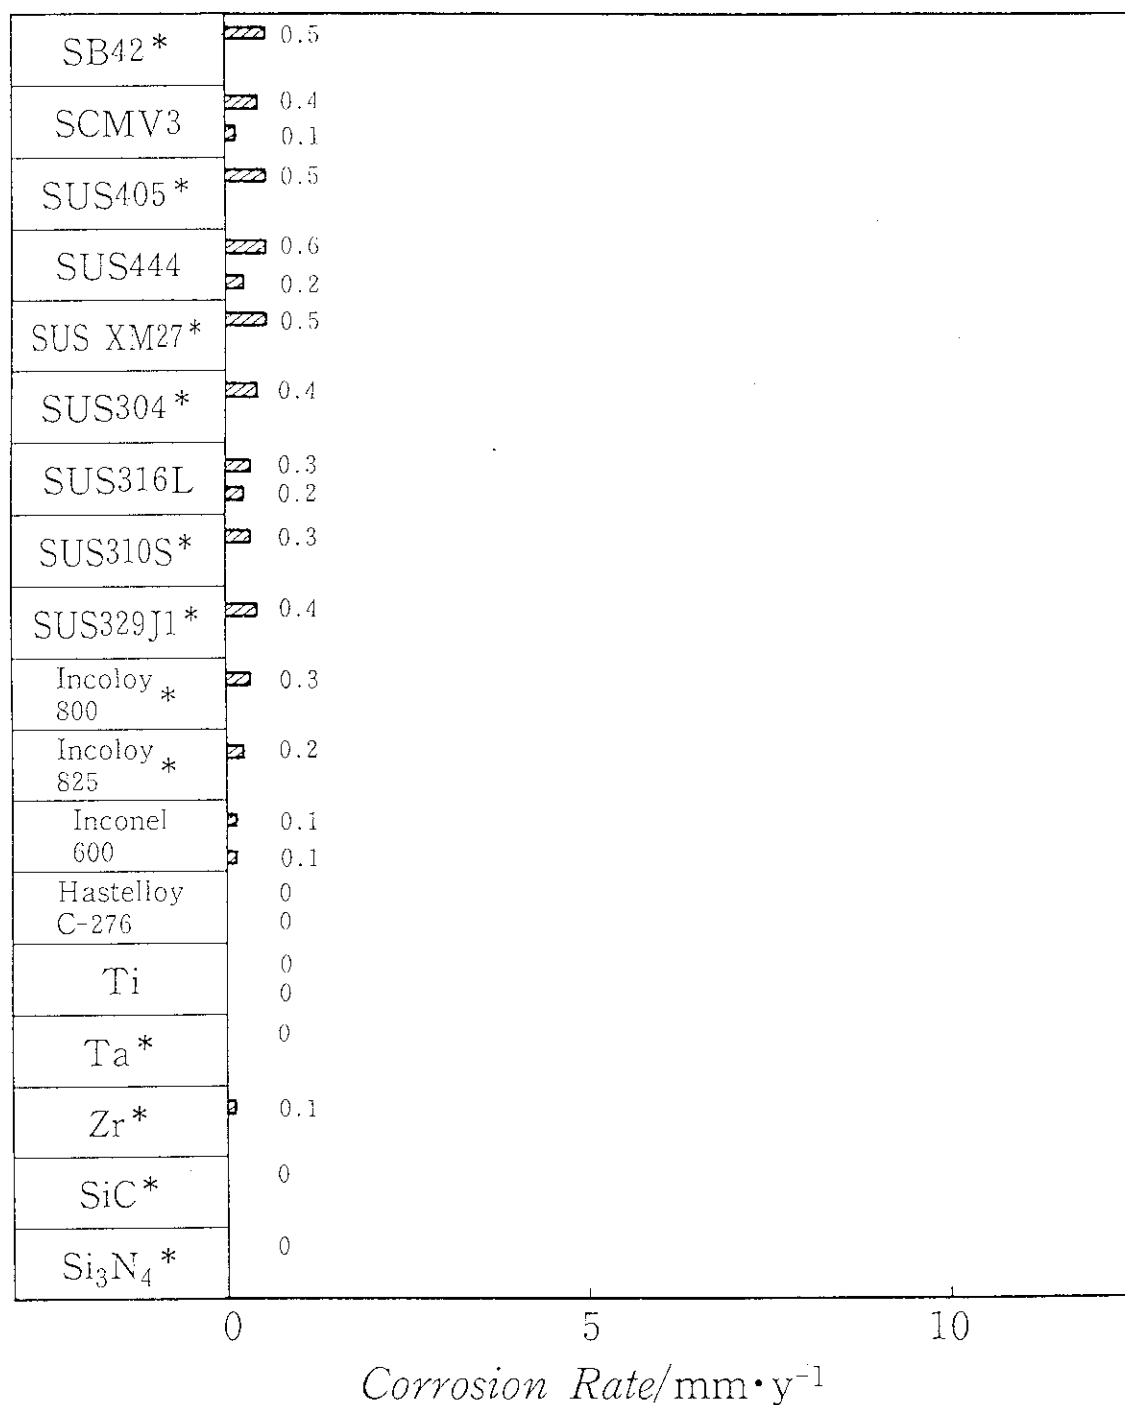 SB42* 0.5
SCMV3 0.4
0.1
SUS405* 0.5
SUS444 0.6
0.2
SUS XM27* 0.5
SUS304* 0.4
SUS316L 0.3
0.2
SUS310S* 0.3
SUS329J1* 0.4
Incoloy 0.3
800 *
Incoloy 0.2
825 *
Inconel 0.1
600 0.1
Hastelloy 0
C-276 0
Ti 0
0
Ta* 0
Zr* 0.1
SiC* 0
Si₃N₄* 0
0 5 10
Corrosion Rate/mm·y⁻¹